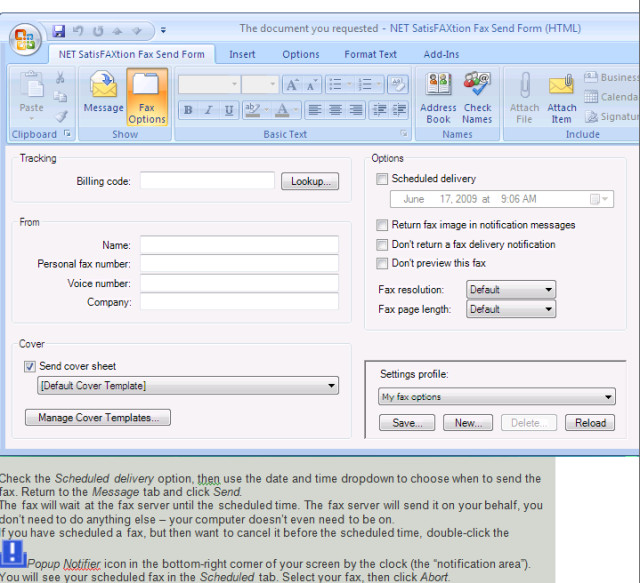 The document you requested - NET SatisFAXtion Fax Send Form (HTML)
NET SatisFAXtion Fax Send Form Insert Options Format Text Add-Ins
Paste
Message
Fax Options
B I U
Address Book
Check Names
Attach File
Attach Item
Business
Calenda
Signatur
Clipboard Show Basic Text Names Include
Tracking
Billing code: Lookup...
From
Name:
Personal fax number:
Voice number:
Company:
Cover
Send cover sheet
[Default Cover Template]
Manage Cover Templates...
Options
Scheduled delivery
June 17, 2009 at 9:06 AM
Return fax image in notification messages
Don't return a fax delivery notification
Don't preview this fax
Fax resolution: Default
Fax page length: Default
Settings profile:
My fax options
Save... New... Delete... Reload
Check the Scheduled delivery option, then use the date and time dropdown to choose when to send the
fax. Return to the Message tab and click Send.
The fax will wait at the fax server until the scheduled time. The fax server will send it on your behalf, you
don't need to do anything else – your computer doesn't even need to be on.
If you have scheduled a fax, but then want to cancel it before the scheduled time, double-click the
Popup Notifier icon in the bottom-right corner of your screen by the clock (the "notification area").
You will see your scheduled fax in the Scheduled tab. Select your fax, then click Abort.